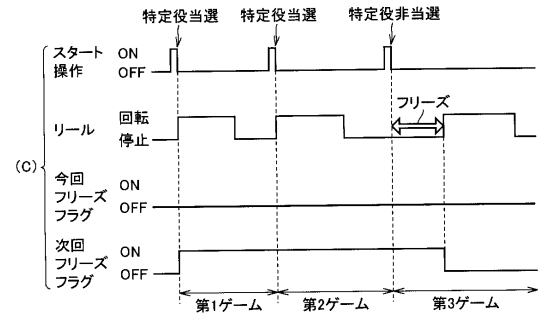 特定役当選 特定役当選 特定役非当選
スタート ON
操作 OFF
フリーズ
リール 回転
停止
(C)
今回 ON
フリーズ
フラグ OFF
次回 ON
フリーズ
フラグ OFF
第1ゲーム 第2ゲーム 第3ゲーム